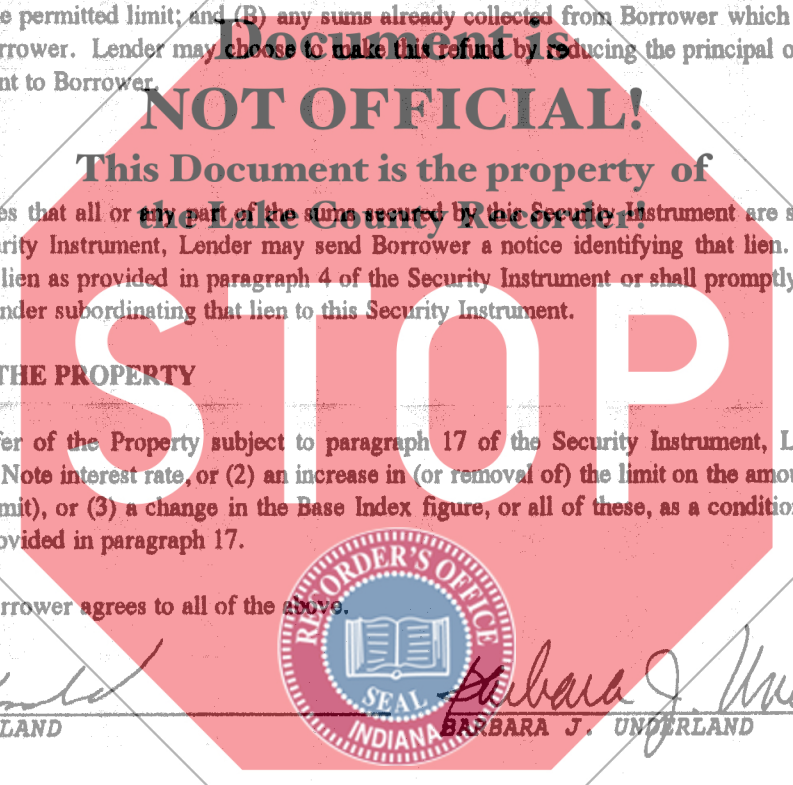 e permitted limit; and (B) any sums already collected from Borrower which
rrower. Lender may choose to make this refund by reducing the principal o
nt to Borrower.
Document is
NOT OFFICIAL!
This Document is the property of
the Lake County Recorder!
es that all or any part of the sums secured by this Security Instrument are s
rity Instrument, Lender may send Borrower a notice identifying that lien.
lien as provided in paragraph 4 of the Security Instrument or shall promptly
nder subordinating that lien to this Security Instrument.
STOP
THE PROPERTY
fer of the Property subject to paragraph 17 of the Security Instrument, L
Note interest rate, or (2) an increase in (or removal of) the limit on the amou
mit), or (3) a change in the Base Index figure, or all of these, as a condition
ovided in paragraph 17.
rrower agrees to all of the above.
RECORDER'S OFFICE
SEAL
INDIANA
Barbara J.
LAND
BARBARA J. UNDERLAND